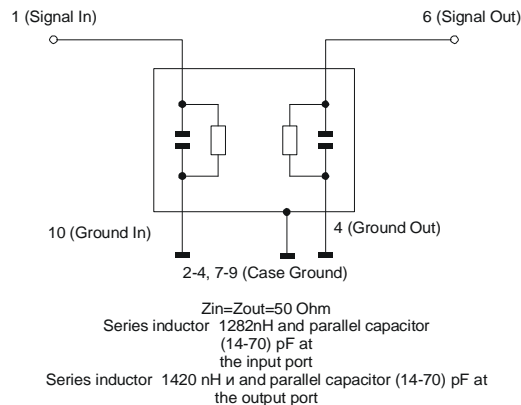 1 (Signal In)
6 (Signal Out)
10 (Ground In)
4 (Ground Out)
2-4, 7-9 (Case Ground)
Zin=Zout=50 Ohm
Series inductor 1282nH and parallel capacitor
(14-70) pF at
the input port
Series inductor 1420 nH и and parallel capacitor (14-70) pF at
the output port